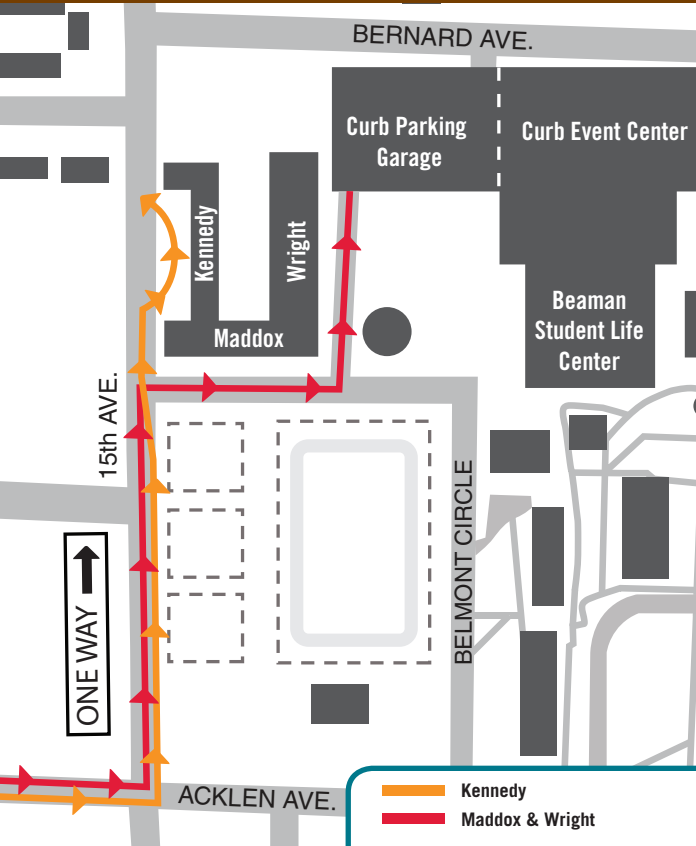 BERNARD AVE.
Curb Parking
Garage
Curb Event Center
Kennedy
Wright
Maddox
Beaman
Student Life
Center
15th AVE.
BELMONT CIRCLE
ONE WAY
ACKLEN AVE.
Kennedy
Maddox & Wright